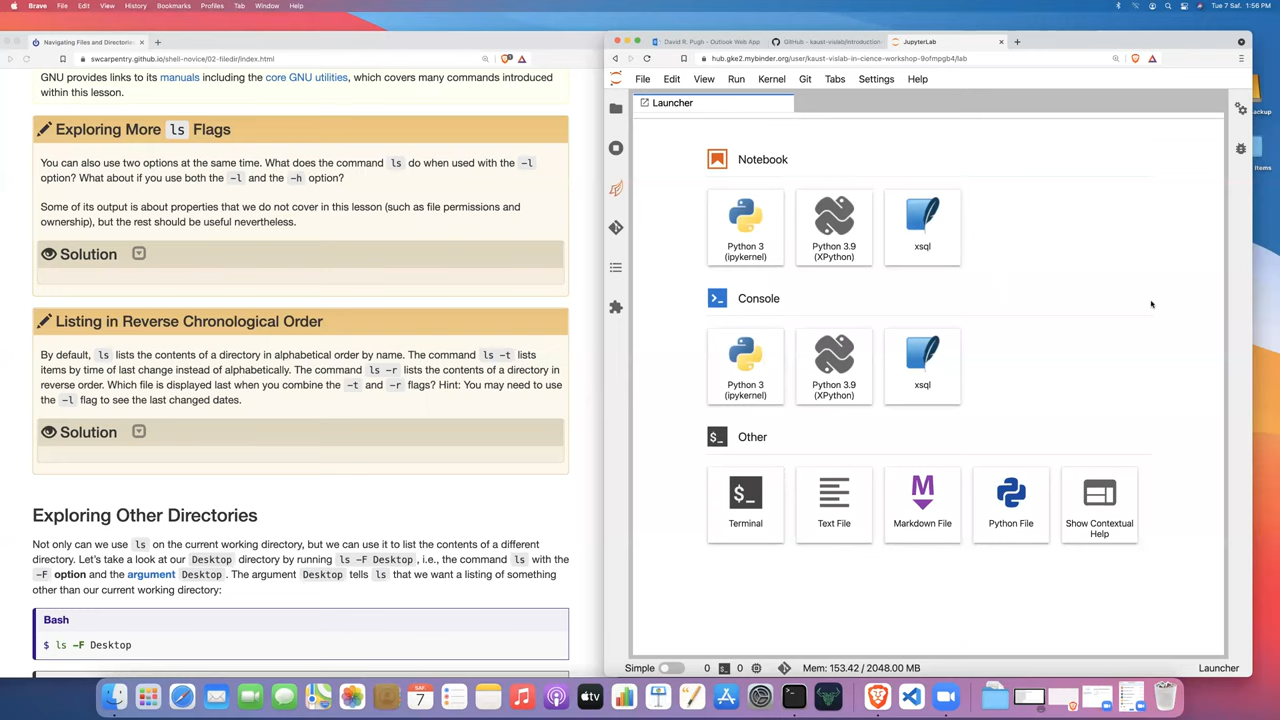 Brave File Edit View History Bookmarks Profiles Tab Window Help
Tue 7 Saf. 1:56 PM
Navigating Files and Directorie
swcarpentry.github.io/shell-novice/02-filedir/index.html
GNU provides links to its manuals including the core GNU utilities, which covers many commands introduced
within this lesson.
Exploring More ls Flags
You can also use two options at the same time. What does the command ls do when used with the -l
option? What about if you use both the -l and the -h option?
Some of its output is about properties that we do not cover in this lesson (such as file permissions and
ownership), but the rest should be useful nevertheless.
Solution
Listing in Reverse Chronological Order
By default, ls lists the contents of a directory in alphabetical order by name. The command ls -t lists
items by time of last change instead of alphabetically. The command ls -r lists the contents of a directory in
reverse order. Which file is displayed last when you combine the -t and -r flags? Hint: You may need to use
the -l flag to see the last changed dates.
Solution
Exploring Other Directories
Not only can we use ls on the current working directory, but we can use it to list the contents of a different
directory. Let's take a look at our Desktop directory by running ls -F Desktop, i.e., the command ls with the
-F option and the argument Desktop. The argument Desktop tells ls that we want a listing of something
other than our current working directory:
Bash
$ ls -F Desktop
David R. Pugh - Outlook Web App
GitHub - kaust-vislab/introduction
JupyterLab
hub.gke2.mybinder.org/user/kaust-vislab-in-cience-workshop-9ofmpgb4/lab
File Edit View Run Kernel Git Tabs Settings Help
Launcher
Notebook
Python 3
(ipykernel)
Python 3.9
(XPython)
xsql
Console
Python 3
(ipykernel)
Python 3.9
(XPython)
xsql
Other
$_
Terminal
Text File
Markdown File
Python File
Show Contextual
Help
Simple
0
0
Mem: 153.42 / 2048.00 MB
Launcher